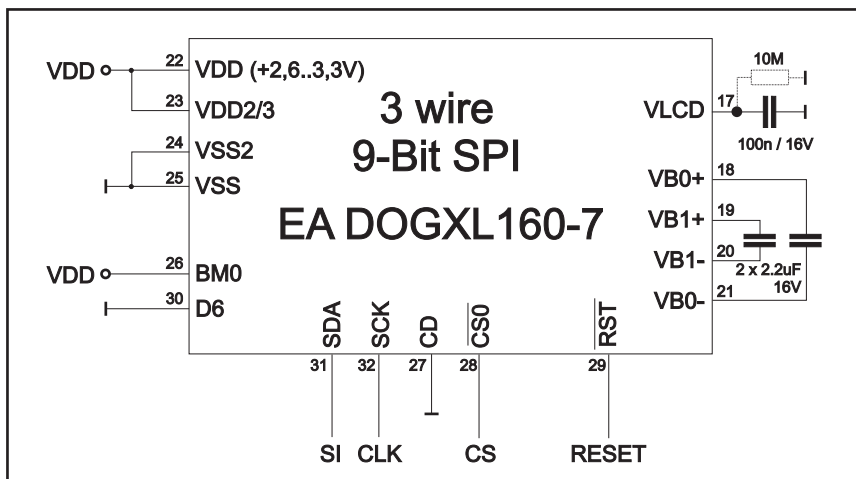 VDD
22
VDD (+2,6..3,3V)
23
VDD2/3
24
VSS2
25
VSS
VDD
26
BM0
30
D6
3 wire
9-Bit SPI
EA DOGXL160-7
10M
VLCD
17
100n / 16V
VB0+
18
VB1+
19
VB1-
20
2 x 2.2uF
16V
VB0-
21
SDA
SCK
CD
CS0
RST
31
32
27
28
29
SI
CLK
CS
RESET